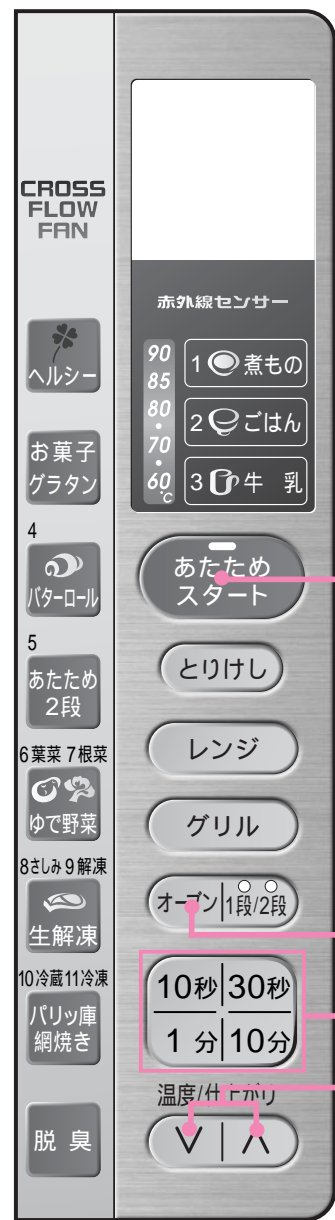 CROSS
FLOW
FAN
ヘルシー
お菓子
グラタン
4
バターロール
5
あたため
2段
6葉菜 7根菜
ゆで野菜
8さしみ 9解凍
生解凍
10冷蔵 11冷凍
パリッ庫
網焼き
脱 臭
赤外線センサー
90
85
80
・
70
・
60
℃
1 煮もの
2 ごはん
3 牛 乳
あたため
スタート
とりけし
レンジ
グリル
オーブン 1段/2段
10秒 30秒
1 分 10分
温度/仕上がり
∨ ∧